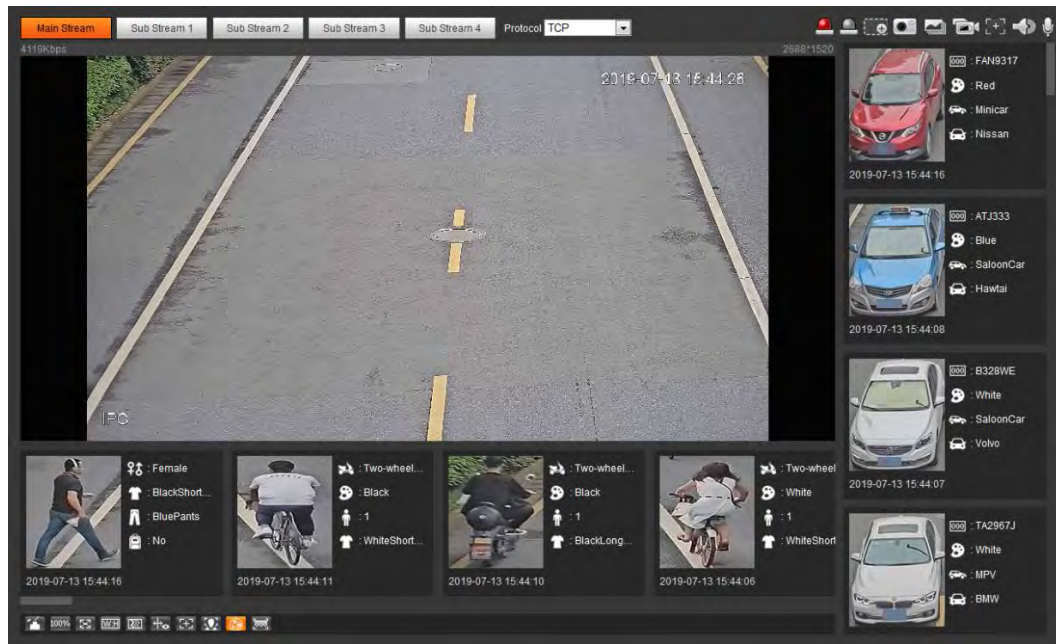 Main Stream
Sub Stream 1
Sub Stream 2
Sub Stream 3
Sub Stream 4
Protocol TCP
4119Kbps
2688*1520
2019-07-13 15:44:26
IPC
: FAN9317
: Red
: Minicar
: Nissan
2019-07-13 15:44:16
: ATJ333
: Blue
: SaloonCar
: Hawtai
2019-07-13 15:44:08
: B328WE
: White
: SaloonCar
: Volvo
2019-07-13 15:44:07
: TA2967J
: White
: MPV
: BMW
: Female
: BlackShort...
: BluePants
: No
2019-07-13 15:44:16
: Two-wheel...
: Black
: 1
: WhiteShort...
2019-07-13 15:44:11
: Two-wheel...
: Black
: 1
: BlackLong...
2019-07-13 15:44:10
: Two-wheel
: White
: 1
: WhiteShort
2019-07-13 15:44:06
100%
W:H